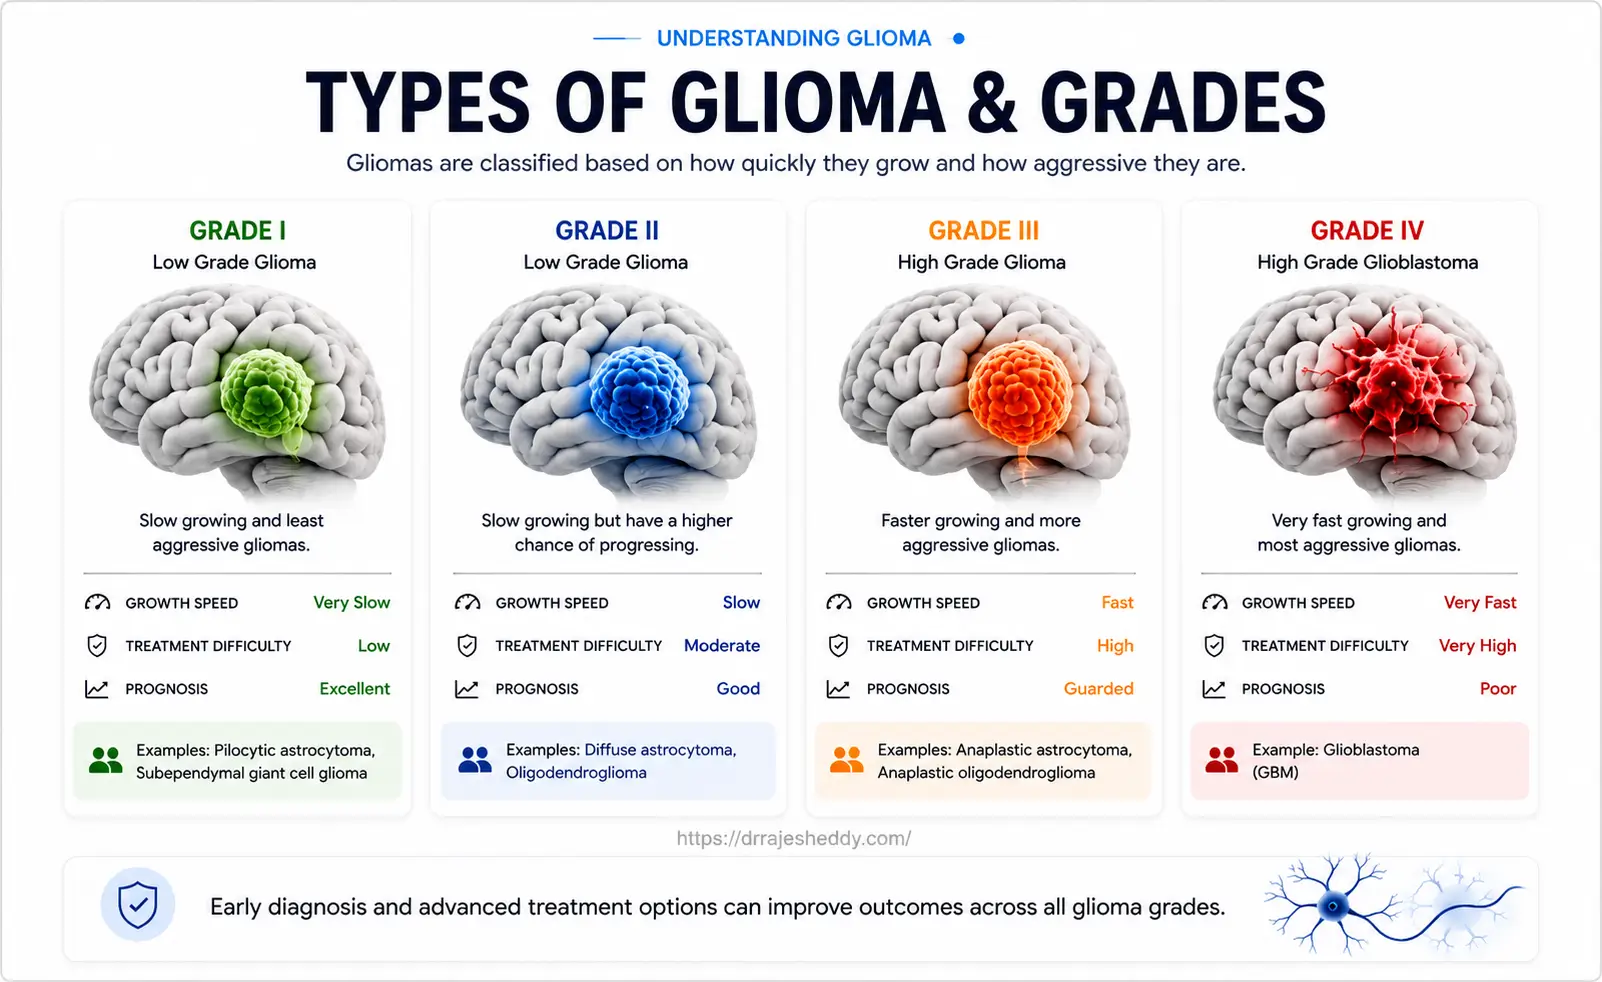 UNDERSTANDING GLIOMA
TYPES OF GLIOMA & GRADES
Gliomas are classified based on how quickly they grow and how aggressive they are.
GRADE I
Low Grade Glioma
Slow growing and least
aggressive gliomas.
GROWTH SPEED Very Slow
TREATMENT DIFFICULTY Low
PROGNOSIS Excellent
Examples: Pilocytic astrocytoma,
Subependymal giant cell glioma
GRADE II
Low Grade Glioma
Slow growing but have a higher
chance of progressing.
GROWTH SPEED Slow
TREATMENT DIFFICULTY Moderate
PROGNOSIS Good
Examples: Diffuse astrocytoma,
Oligodendroglioma
GRADE III
High Grade Glioma
Faster growing and more
aggressive gliomas.
GROWTH SPEED Fast
TREATMENT DIFFICULTY High
PROGNOSIS Guarded
Examples: Anaplastic astrocytoma,
Anaplastic oligodendroglioma
GRADE IV
High Grade Glioblastoma
Very fast growing and
most aggressive gliomas.
GROWTH SPEED Very Fast
TREATMENT DIFFICULTY Very High
PROGNOSIS Poor
Example: Glioblastoma
(GBM)
https://drrajesheddy.com/
Early diagnosis and advanced treatment options can improve outcomes across all glioma grades.